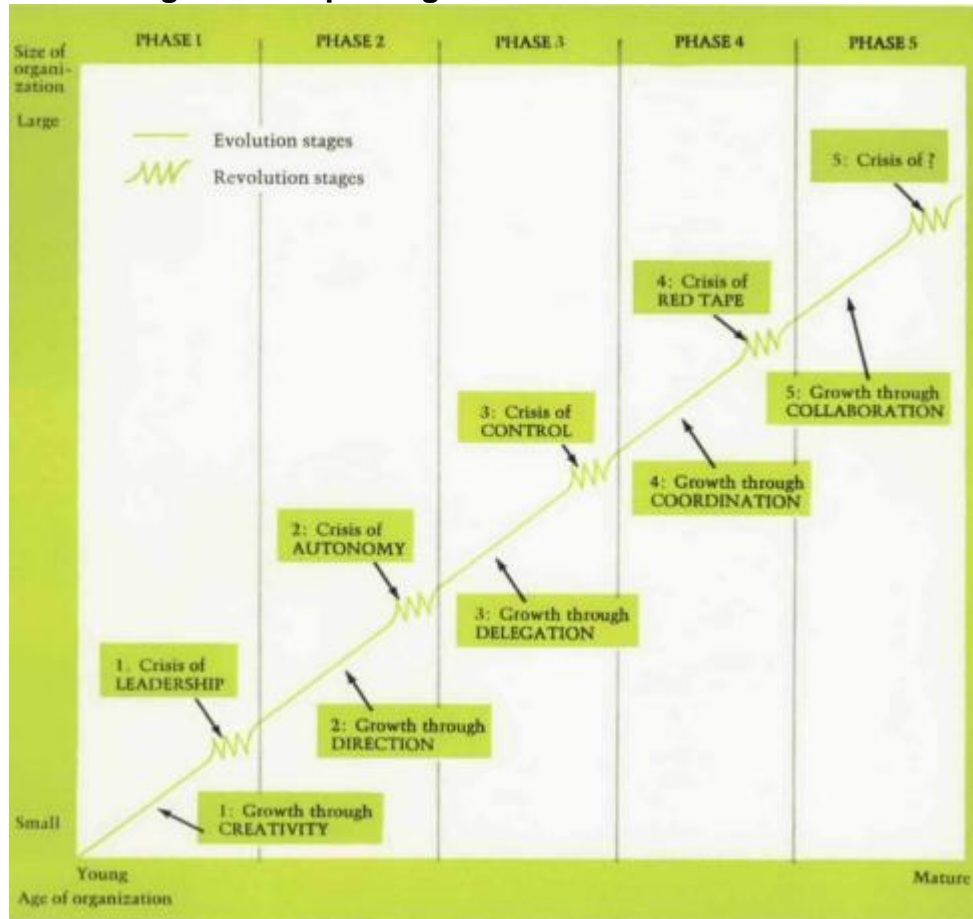 PHASE 1 PHASE 2 PHASE 3 PHASE 4 PHASE 5
Size of
organi-
zation
Large
Evolution stages
Revolution stages
5: Crisis of ?
4: Crisis of
RED TAPE
5: Growth through
COLLABORATION
3: Crisis of
CONTROL
4: Growth through
COORDINATION
2: Crisis of
AUTONOMY
3: Growth through
DELEGATION
1. Crisis of
LEADERSHIP
2: Growth through
DIRECTION
1: Growth through
CREATIVITY
Small
Young
Mature
Age of organization